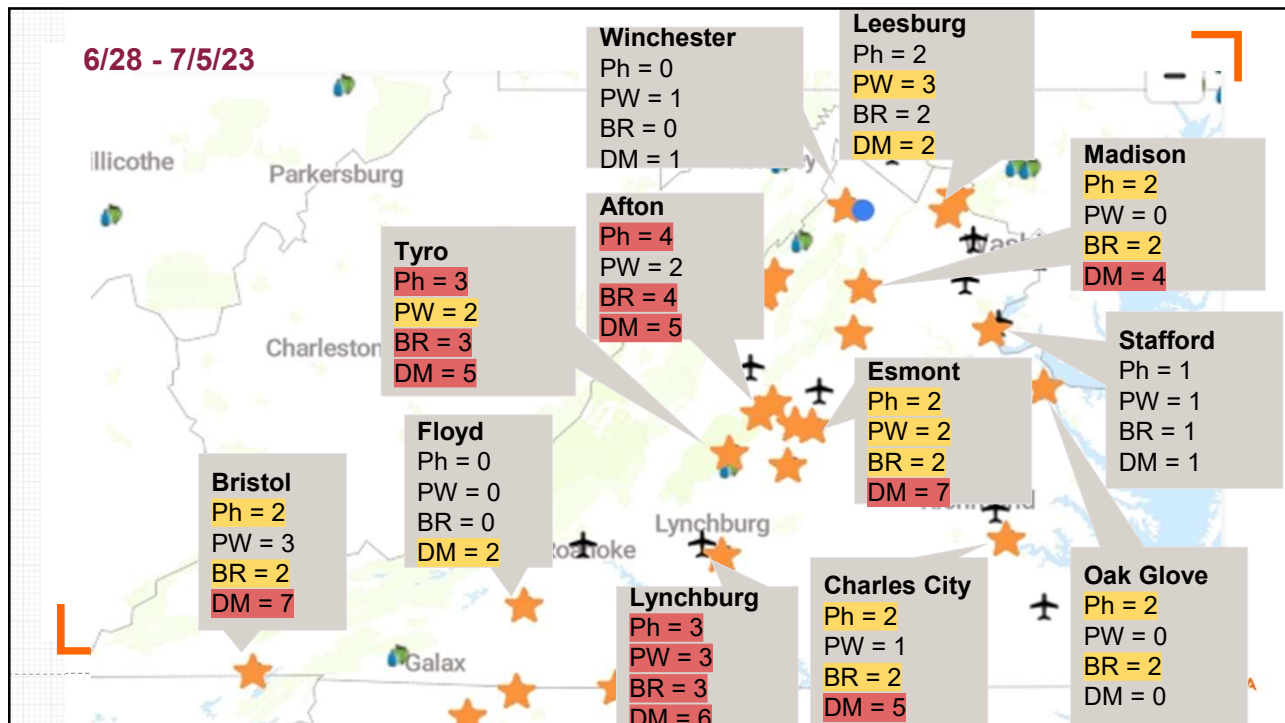 6/28 - 7/5/23
Winchester
Ph = 0
PW = 1
BR = 0
DM = 1
Leesburg
Ph = 2
PW = 3
BR = 2
DM = 2
Madison
Ph = 2
PW = 0
BR = 2
DM = 4
Afton
Ph = 4
PW = 2
BR = 4
DM = 5
Tyro
Ph = 3
PW = 2
BR = 3
DM = 5
Stafford
Ph = 1
PW = 1
BR = 1
DM = 1
Esmont
Ph = 2
PW = 2
BR = 2
DM = 7
Floyd
Ph = 0
PW = 0
BR = 0
DM = 2
Bristol
Ph = 2
PW = 3
BR = 2
DM = 7
Lynchburg
Ph = 3
PW = 3
BR = 3
DM = 6
Charles City
Ph = 2
PW = 1
BR = 2
DM = 5
Oak Glove
Ph = 2
PW = 0
BR = 2
DM = 0
illicothe
Parkersburg
Charleston
Lynchburg
Roanoke
Galax
A